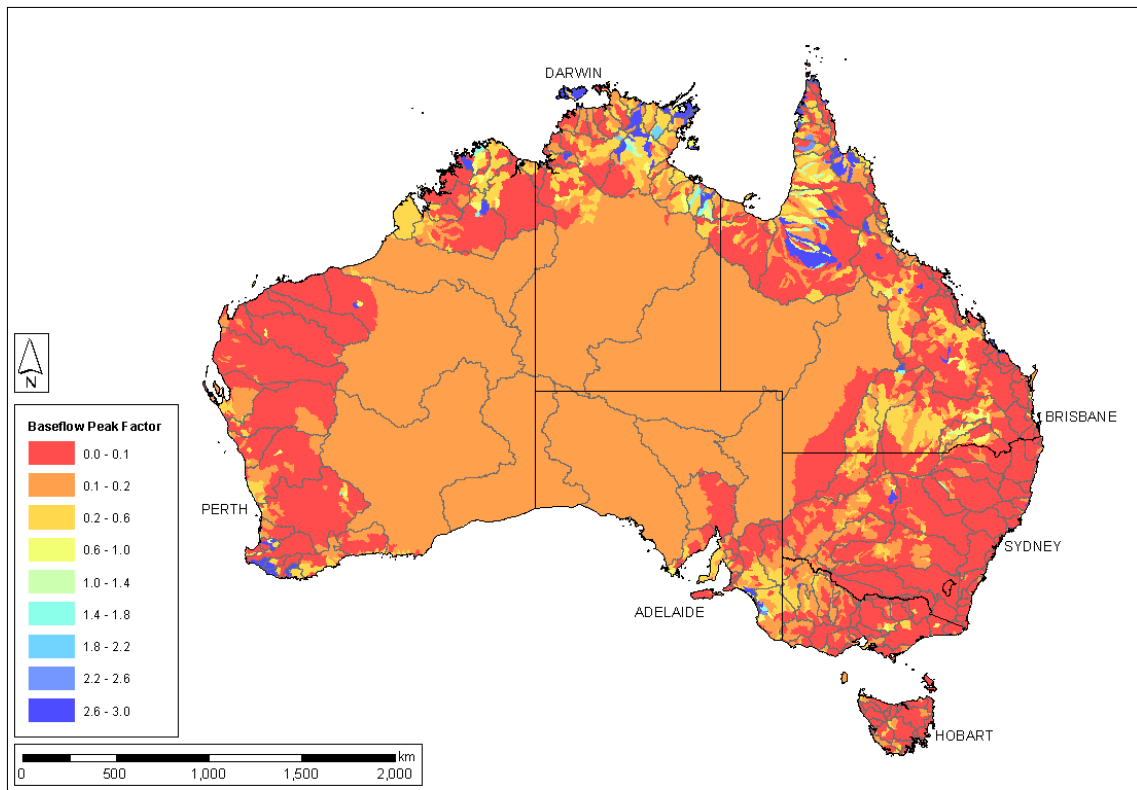 DARWIN
BRISBANE
PERTH
SYDNEY
ADELAIDE
HOBART
N
Baseflow Peak Factor
0.0 - 0.1
0.1 - 0.2
0.2 - 0.6
0.6 - 1.0
1.0 - 1.4
1.4 - 1.8
1.8 - 2.2
2.2 - 2.6
2.6 - 3.0
km
0 500 1,000 1,500 2,000